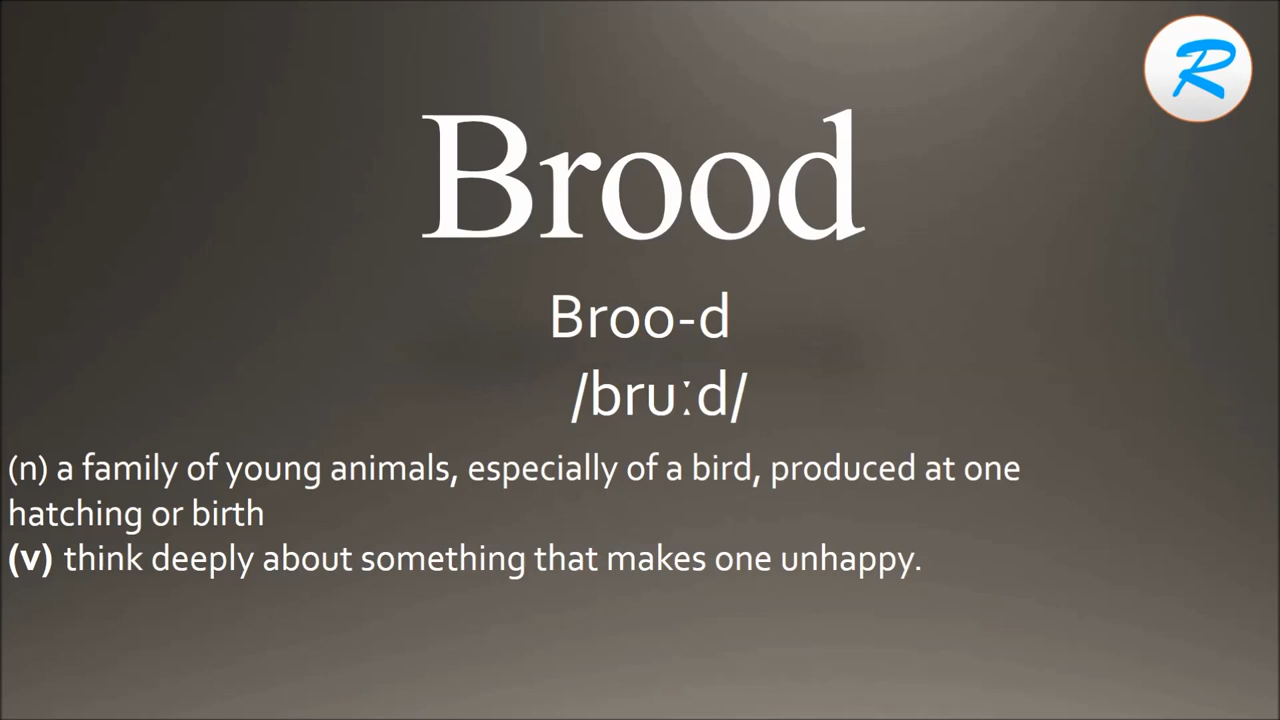 R
Brood
Broo-d
/bruːd/
(n) a family of young animals, especially of a bird, produced at one
hatching or birth
(v) think deeply about something that makes one unhappy.